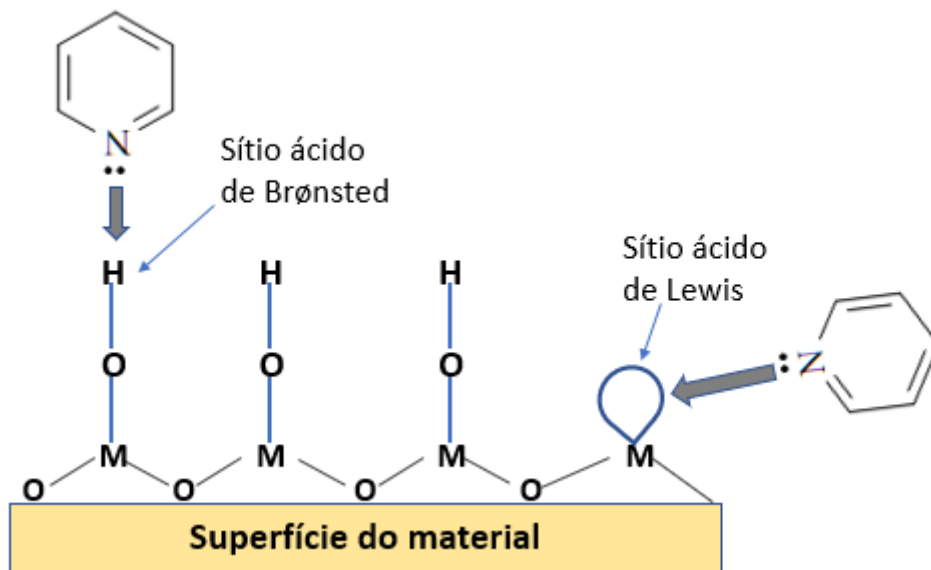 N
Sítio ácido
de Brønsted
Sítio ácido
de Lewis
H H H
N
O O O
M M M M
O O O O
Superfície do material